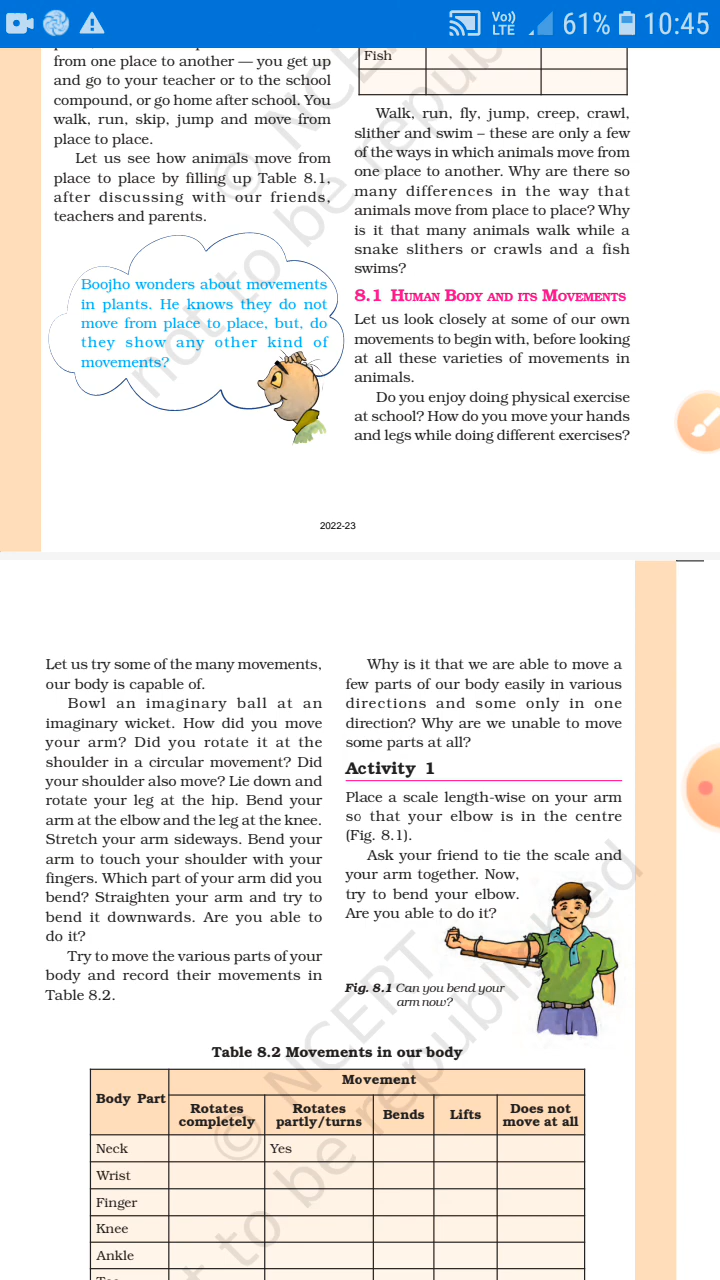 Vo))
LTE
61%
10:45
from one place to another — you get up
and go to your teacher or to the school
compound, or go home after school. You
walk, run, skip, jump and move from
place to place.
Let us see how animals move from
place to place by filling up Table 8.1,
after discussing with our friends,
teachers and parents.
Boojho wonders about movements
in plants. He knows they do not
move from place to place, but, do
they show any other kind of
movements?
Fish
Walk, run, fly, jump, creep, crawl,
slither and swim – these are only a few
of the ways in which animals move from
one place to another. Why are there so
many differences in the way that
animals move from place to place? Why
is it that many animals walk while a
snake slithers or crawls and a fish
swims?
8.1 HUMAN BODY AND ITS MOVEMENTS
Let us look closely at some of our own
movements to begin with, before looking
at all these varieties of movements in
animals.
Do you enjoy doing physical exercise
at school? How do you move your hands
and legs while doing different exercises?
2022-23
Let us try some of the many movements,
our body is capable of.
Bowl an imaginary ball at an
imaginary wicket. How did you move
your arm? Did you rotate it at the
shoulder in a circular movement? Did
your shoulder also move? Lie down and
rotate your leg at the hip. Bend your
arm at the elbow and the leg at the knee.
Stretch your arm sideways. Bend your
arm to touch your shoulder with your
fingers. Which part of your arm did you
bend? Straighten your arm and try to
bend it downwards. Are you able to
do it?
Try to move the various parts of your
body and record their movements in
Table 8.2.
Why is it that we are able to move a
few parts of our body easily in various
directions and some only in one
direction? Why are we unable to move
some parts at all?
Activity 1
Place a scale length-wise on your arm
so that your elbow is in the centre
(Fig. 8.1).
Ask your friend to tie the scale and
your arm together. Now,
try to bend your elbow.
Are you able to do it?
Fig. 8.1 Can you bend your
arm now?
Table 8.2 Movements in our body
Body Part
Movement
Rotates completely
Rotates partly/turns
Bends
Lifts
Does not move at all
Neck Yes
Wrist
Finger
Knee
Ankle
© NCERT
not to be republished
© NCERT
not to be republished